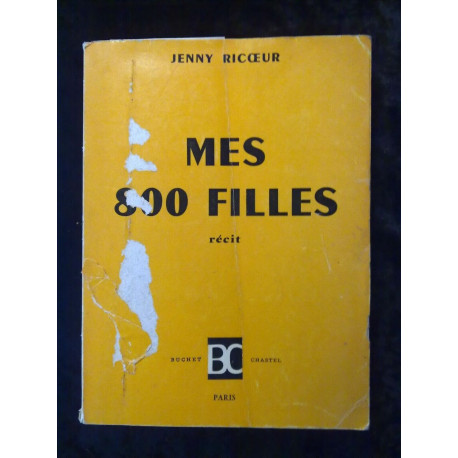 JENNY RICŒUR
MES
800 FILLES
récit
BUCHET BC CHASTEL
PARIS